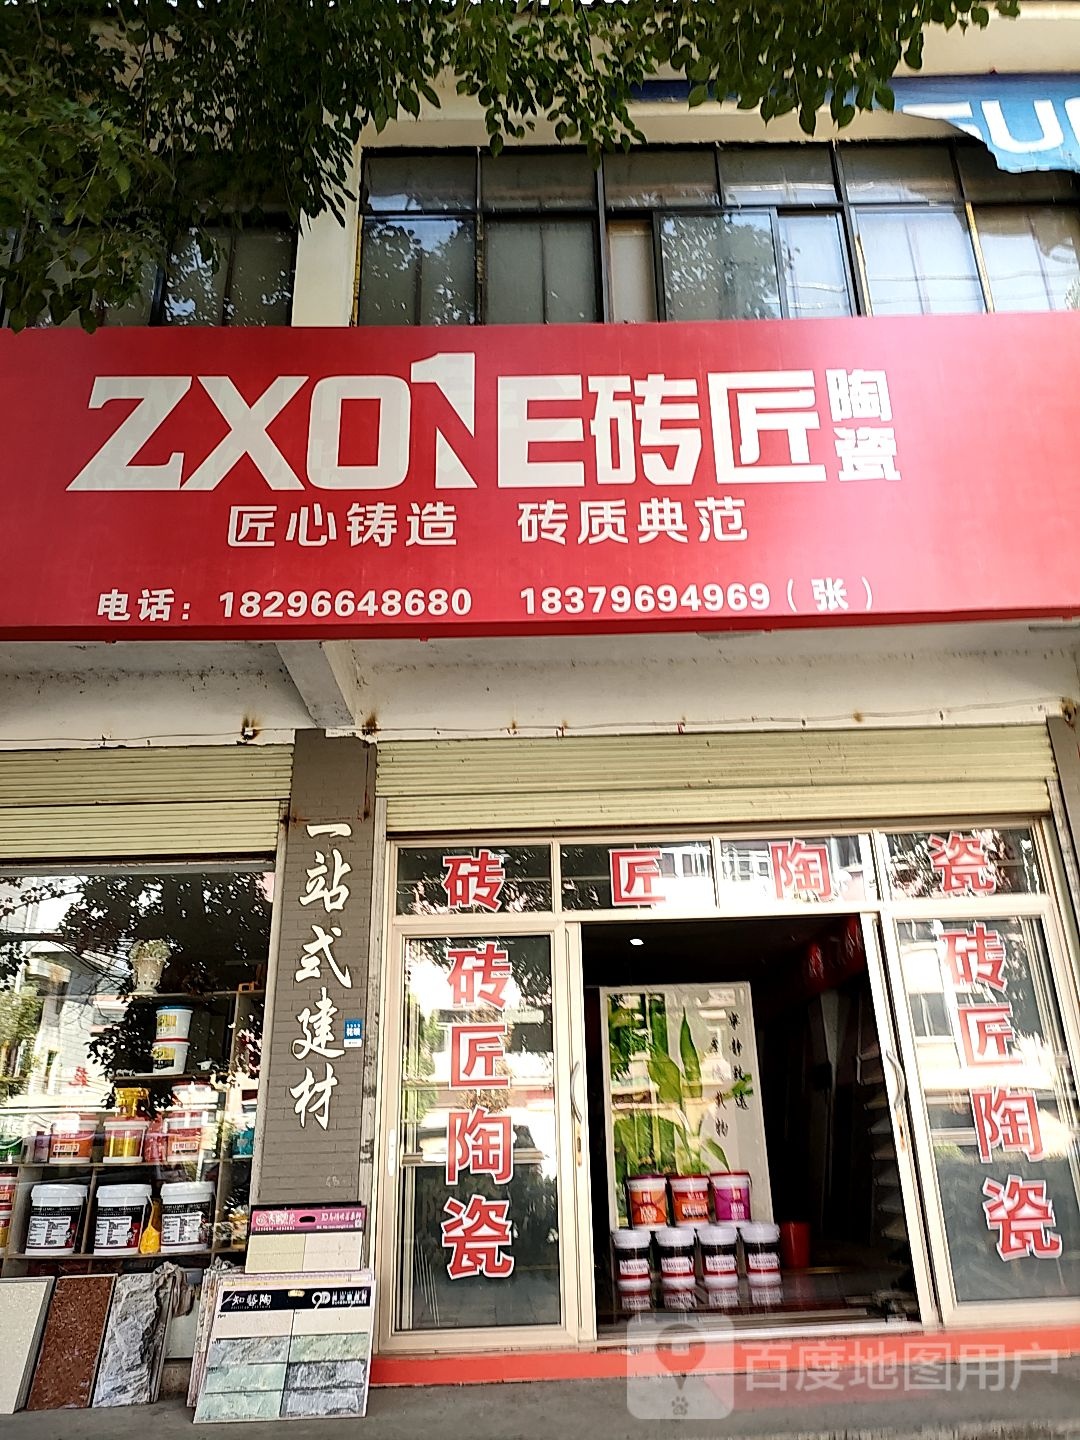 SU
ZXONE砖匠陶瓷
匠心铸造 砖质典范
电话：18296648680 18379694969（张）
一站式建材
砖匠陶瓷
砖匠陶瓷
砖匠陶瓷
百度地图用户